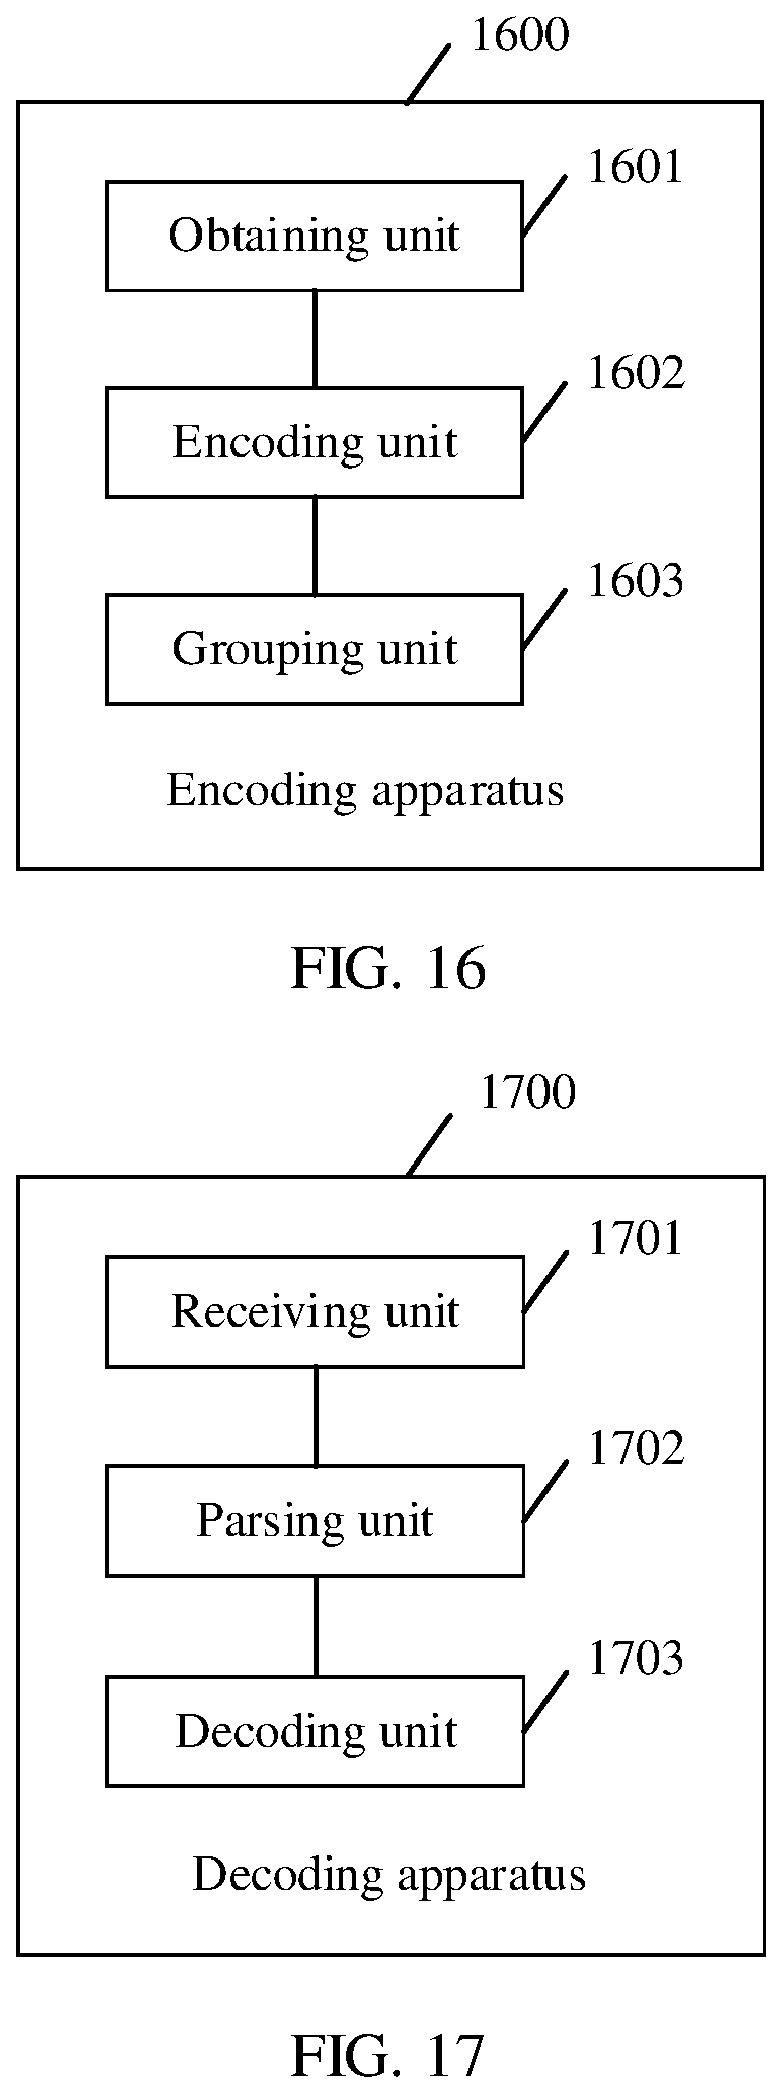 1600
1601
Obtaining unit
1602
Encoding unit
1603
Grouping unit
Encoding apparatus
FIG. 16
1700
1701
Receiving unit
1702
Parsing unit
1703
Decoding unit
Decoding apparatus
FIG. 17